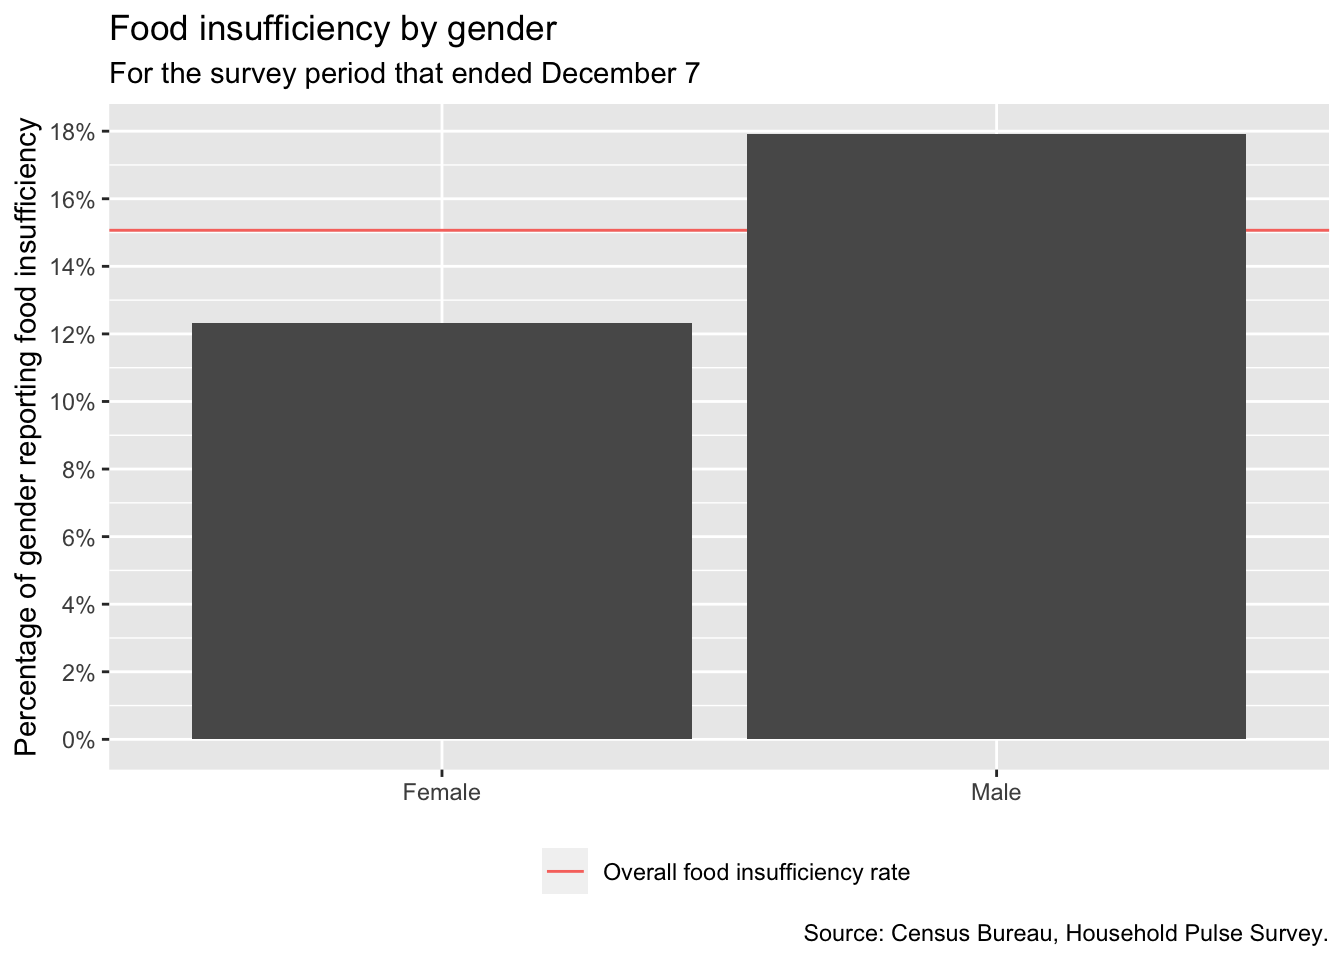 Food insufficiency by gender
For the survey period that ended December 7
Percentage of gender reporting food insufficiency
18%
16%
14%
12%
10%
8%
6%
4%
2%
0%
Female Male
Overall food insufficiency rate
Source: Census Bureau, Household Pulse Survey.